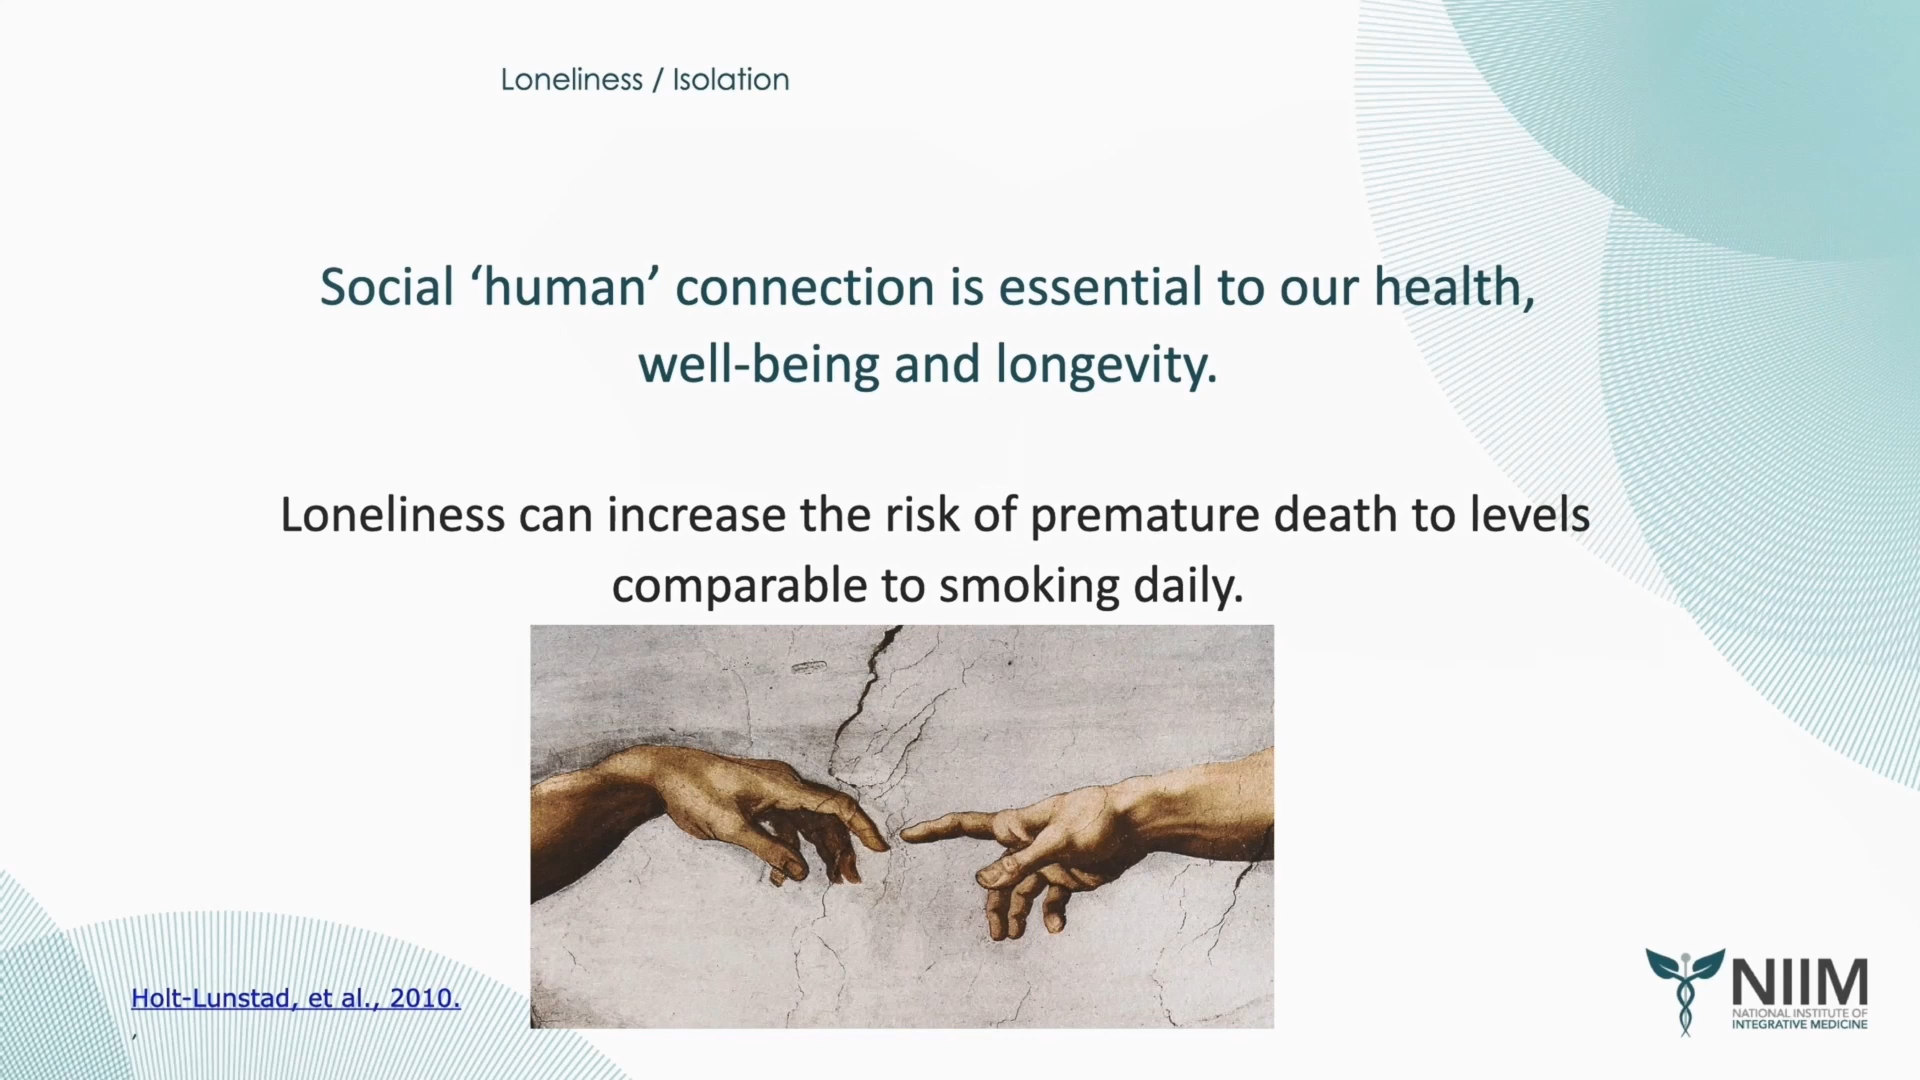 Loneliness / Isolation
Social ‘human’ connection is essential to our health,
well-being and longevity.
Loneliness can increase the risk of premature death to levels
comparable to smoking daily.
Holt-Lunstad, et al., 2010.
,
NIIM
NATIONAL INSTITUTE OF
INTEGRATIVE MEDICINE